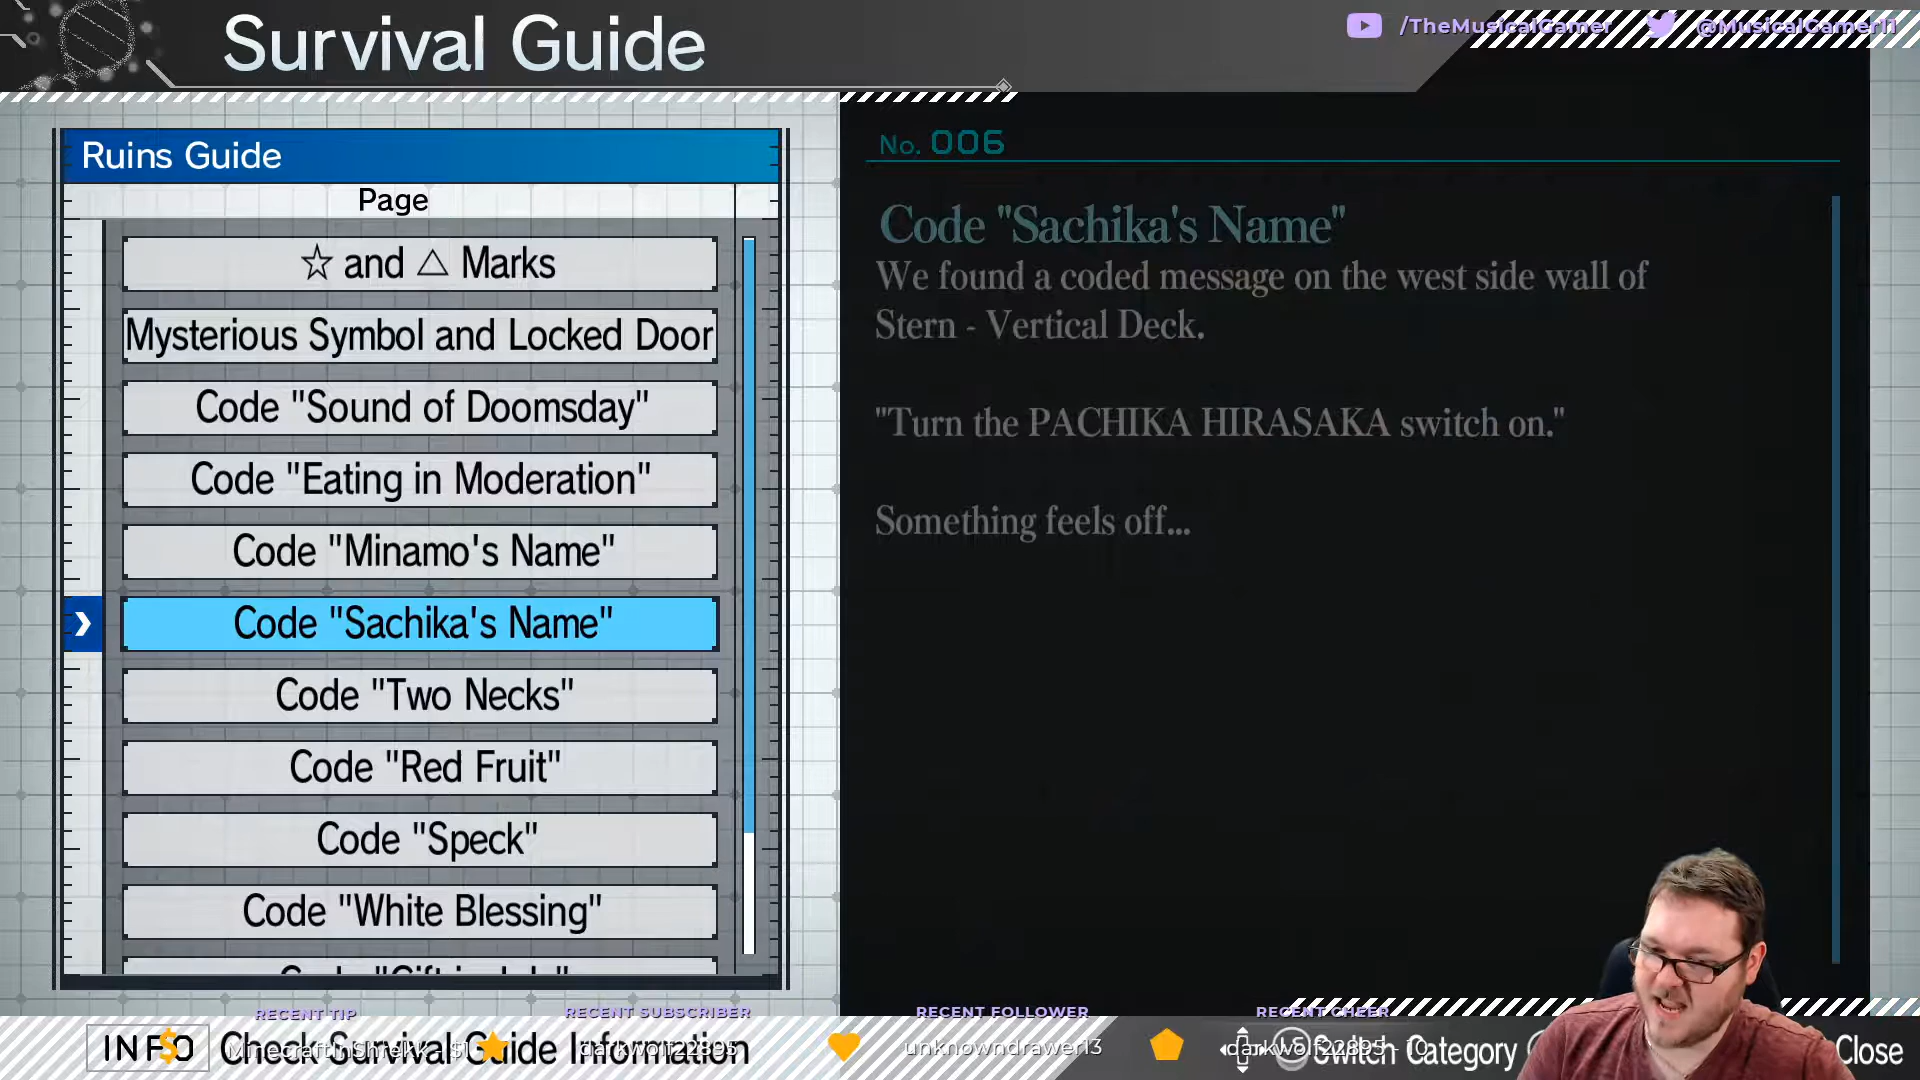 Survival Guide
/TheMusicalGamer
@MusicalGamer11
Ruins Guide
Page
☆ and △ Marks
Mysterious Symbol and Locked Door
Code "Sound of Doomsday"
Code "Eating in Moderation"
Code "Minamo's Name"
Code "Sachika's Name"
Code "Two Necks"
Code "Red Fruit"
Code "Speck"
Code "White Blessing"
No. 006
Code "Sachika's Name"
We found a coded message on the west side wall of
Stern - Vertical Deck.
"Turn the PACHIKA HIRASAKA switch on."
Something feels off...
RECENT TIP
RECENT SUBSCRIBER
RECENT FOLLOWER
RECENT CHEER
INFO
Check Survival Guide Information
darkwolf22895
unknowndrawer13
darkwolf22895 - 10
Switch Category
Close